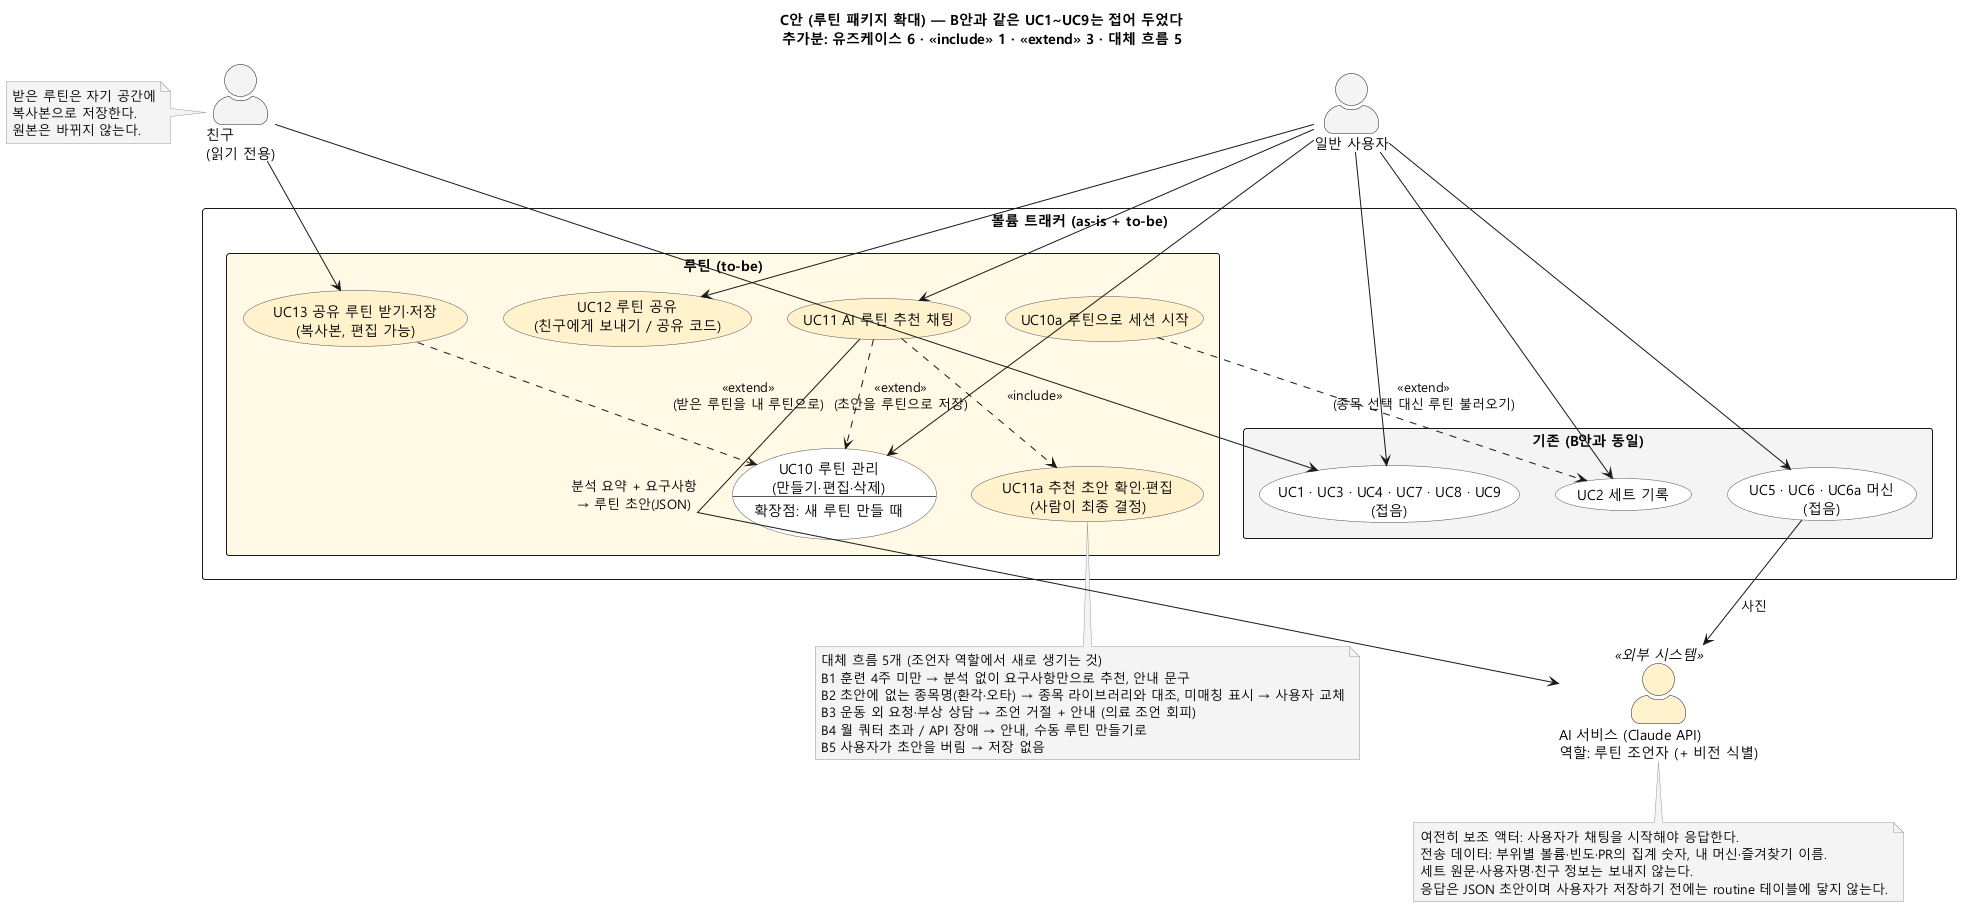 C안 (루틴 패키지 확대) — B안과 같은 UC1~UC9는 접어 두었다
추가분: 유즈케이스 6 · «include» 1 · «extend» 3 · 대체 흐름 5
받은 루틴은 자기 공간에
복사본으로 저장한다.
원본은 바뀌지 않는다.
친구
(읽기 전용)
일반 사용자
볼륨 트래커 (as-is + to-be)
루틴 (to-be)
UC13 공유 루틴 받기·저장
(복사본, 편집 가능)
UC12 루틴 공유
(친구에게 보내기 / 공유 코드)
UC11 AI 루틴 추천 채팅
UC10a 루틴으로 세션 시작
«extend»
(받은 루틴을 내 루틴으로)
«extend»
(초안을 루틴으로 저장)
«include»
«extend»
(종목 선택 대신 루틴 불러오기)
기존 (B안과 동일)
분석 요약 + 요구사항
→ 루틴 초안(JSON)
UC10 루틴 관리
(만들기·편집·삭제)
확장점: 새 루틴 만들 때
UC11a 추천 초안 확인·편집
(사람이 최종 결정)
UC1 · UC3 · UC4 · UC7 · UC8 · UC9
(접음)
UC2 세트 기록
UC5 · UC6 · UC6a 머신
(접음)
사진
대체 흐름 5개 (조언자 역할에서 새로 생기는 것)
B1 훈련 4주 미만 → 분석 없이 요구사항만으로 추천, 안내 문구
B2 초안에 없는 종목명(환각·오타) → 종목 라이브러리와 대조, 미매칭 표시 → 사용자 교체
B3 운동 외 요청·부상 상담 → 조언 거절 + 안내 (의료 조언 회피)
B4 월 쿼터 초과 / API 장애 → 안내, 수동 루틴 만들기로
B5 사용자가 초안을 버림 → 저장 없음
«외부 시스템»
AI 서비스 (Claude API)
역할: 루틴 조언자 (+ 비전 식별)
여전히 보조 액터: 사용자가 채팅을 시작해야 응답한다.
전송 데이터: 부위별 볼륨·빈도·PR의 집계 숫자, 내 머신·즐겨찾기 이름.
세트 원문·사용자명·친구 정보는 보내지 않는다.
응답은 JSON 초안이며 사용자가 저장하기 전에는 routine 테이블에 닿지 않는다.